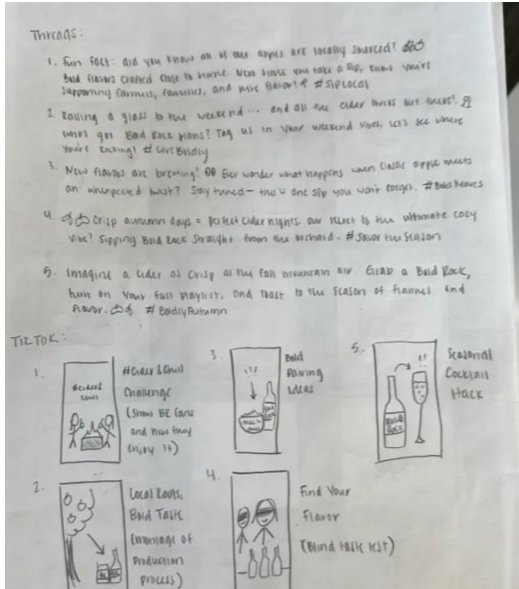 Threads:
1. Fun fact: did you know all of our apples are locally sourced?
Bold flavors crafted close to home. Next time you take a sip, know you're
supporting farmers, families, and pure flavor! #SipLocal
2. Raising a glass to the weekend... and all the cider lovers out there!
Who's got Bold Rock plans? Tag us in your weekend vibes, let's see where
you're #LiveBoldly
3. New flavors are brewing! Ever wonder what happens when classic apple meets
an unexpected twist? Stay tuned - this is one sip you won't forget. #Bold
4. Crisp autumn days = perfect cider nights. Our secret to the ultimate cozy
vibe? Sipping Bold Rock straight from the orchard. #SavorTheSeason
5. Imagine a cider as crisp as the fall mountain air. Grab a Bold Rock,
turn on your fall playlist, and toast to the season of flannel and
flavor. #BoldlyAutumn
TikTok:
1.
#Cider&Chill
Challenge
(Show BR fans
and how they
enjoy it)
2.
Local Roots,
Bold Taste
(montage of
production
process)
3.
Bold
Pairing
Ideas
4.
Find Your
Flavor
(Blind taste test)
5.
Seasonal
Cocktail
Hack
BOLD
ROCK